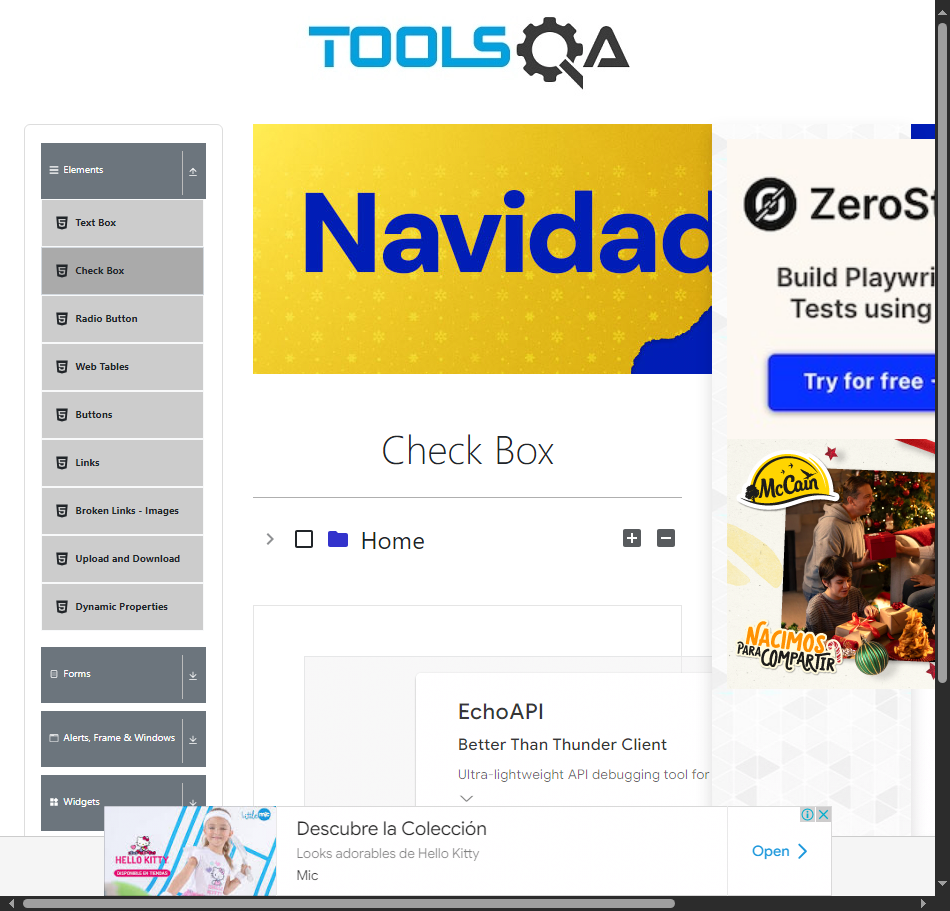 TOOLSQA
Elements
Text Box
Check Box
Radio Button
Web Tables
Buttons
Links
Broken Links - Images
Upload and Download
Dynamic Properties
Forms
Alerts, Frame & Windows
Widgets
Navidad
Check Box
Home
EchoAPI
Better Than Thunder Client
Ultra-lightweight API debugging tool for
ZeroSt
Build Playwri
Tests using
Try for free
McCain
NACIMOS
PARA COMPARTIR
HELLO KITTY
DISPONIBLE EN TIENDAS
Descubre la Colección
Looks adorables de Hello Kitty
Mic
Open